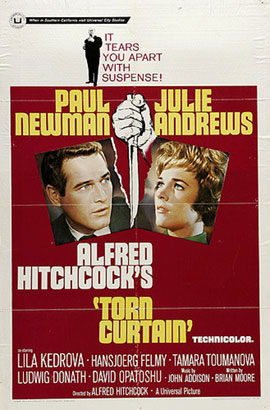 When in Southern California visit Universal City Studios
IT
TEARS
YOU APART
WITH
SUSPENSE!
PAUL NEWMAN
JULIE ANDREWS
ALFRED
HITCHCOCK'S
'TORN
CURTAIN'
TECHNICOLOR®
co-starring
LILA KEDROVA · HANSJOERG FELMY · TAMARA TOUMANOVA
LUDWIG DONATH · DAVID OPATOSHU · Music by JOHN ADDISON · Written by BRIAN MOORE
Directed by ALFRED HITCHCOCK · A Universal Picture